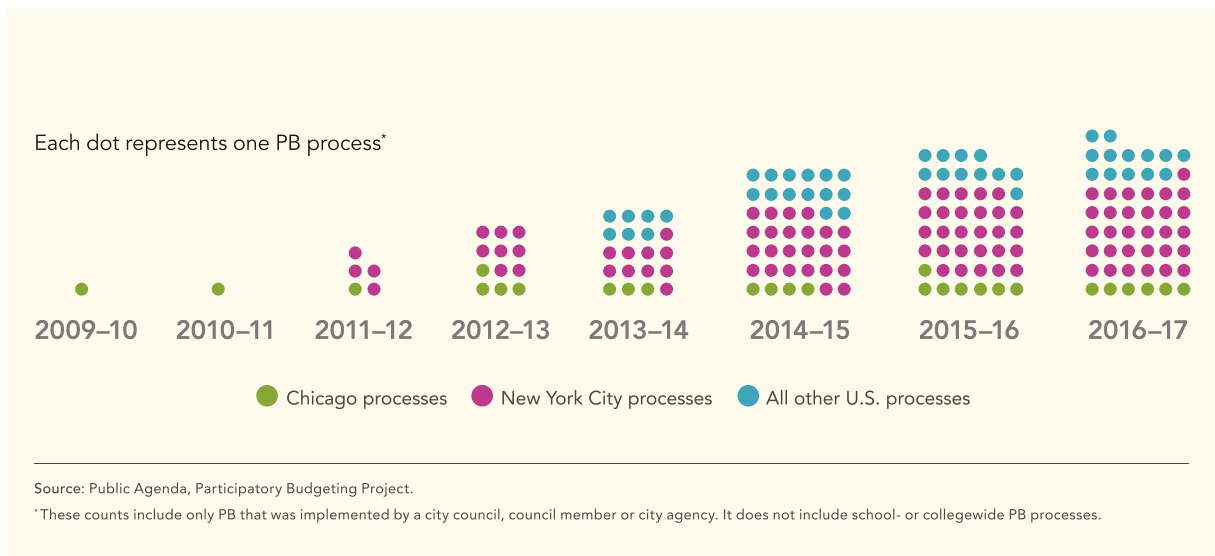 Each dot represents one PB process*
2009–10 2010–11 2011–12 2012–13 2013–14 2014–15 2015–16 2016–17
Chicago processes New York City processes All other U.S. processes
Source: Public Agenda, Participatory Budgeting Project.
*These counts include only PB that was implemented by a city council, council member or city agency. It does not include school- or collegewide PB processes.